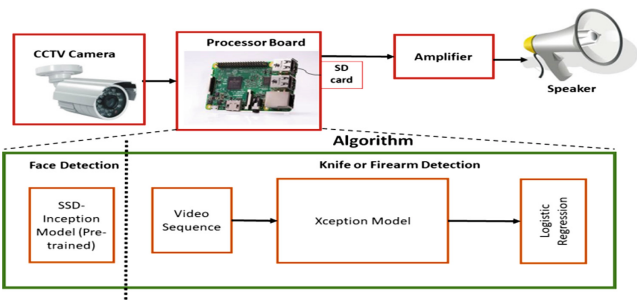 CCTV Camera
Processor Board
SD
card
Amplifier
Speaker
Algorithm
Face Detection
Knife or Firearm Detection
SSD-
Inception
Model (Pre-
trained)
Video
Sequence
Xception Model
Logistic
Regression